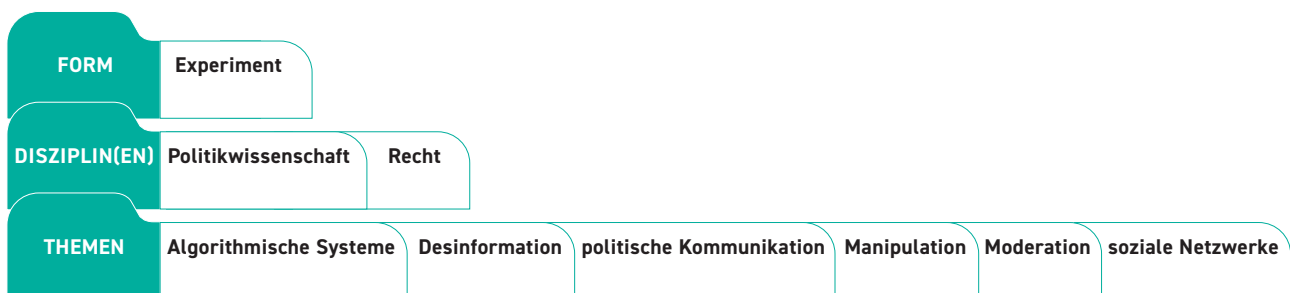 FORM Experiment
DISZIPLIN(EN) Politikwissenschaft Recht
THEMEN Algorithmische Systeme Desinformation politische Kommunikation Manipulation Moderation soziale Netzwerke